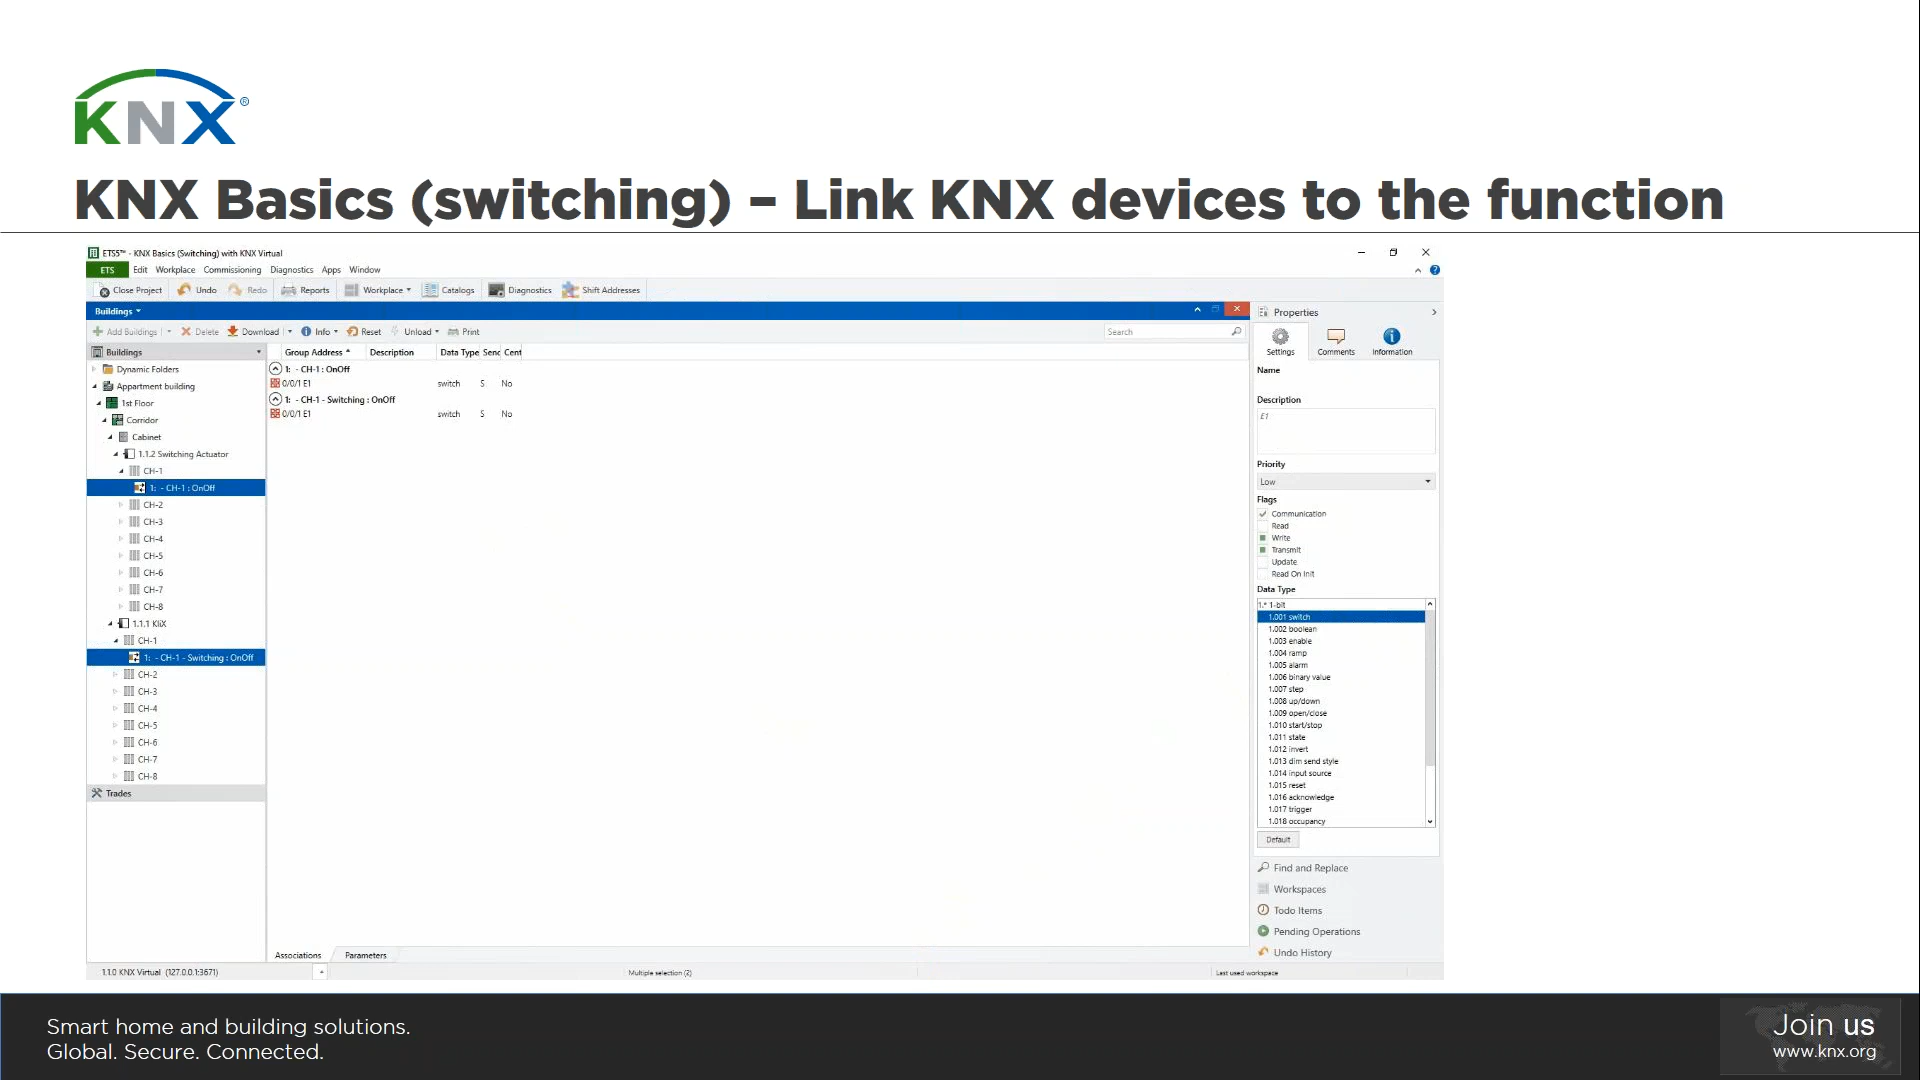 KNX®
KNX Basics (switching) – Link KNX devices to the function
ETS5™ - KNX Basics (Switching) with KNX Virtual
ETS Edit Workplace Commissioning Diagnostics Apps Window
Close Project Undo Redo Reports Workplace Catalogs Diagnostics Shift Addresses
Buildings
Add Buildings Delete Download Info Reset Unload Print Search
Buildings
Dynamic Folders
Appartment building
1st Floor
Corridor
Cabinet
1.1.2 Switching Actuator
CH-1
1: - CH-1 : OnOff
CH-2
CH-3
CH-4
CH-5
CH-6
CH-7
CH-8
1.1.1 KliX
CH-1
1: - CH-1 - Switching : OnOff
CH-2
CH-3
CH-4
CH-5
CH-6
CH-7
CH-8
Trades
Group Address Description Data Type Senc Cent
1: - CH-1 : OnOff
0/0/1 E1 switch S No
1: - CH-1 - Switching : OnOff
0/0/1 E1 switch S No
Associations Parameters
Properties
Settings Comments Information
Name
Description
E1
Priority
Low
Flags
Communication
Read
Write
Transmit
Update
Read On Init
Data Type
1.* 1-bit
1.001 switch
1.002 boolean
1.003 enable
1.004 ramp
1.005 alarm
1.006 binary value
1.007 step
1.008 up/down
1.009 open/close
1.010 start/stop
1.011 state
1.012 invert
1.013 dim send style
1.014 input source
1.015 reset
1.016 acknowledge
1.017 trigger
1.018 occupancy
Default
Find and Replace
Workspaces
Todo Items
Pending Operations
Undo History
1.1.0 KNX Virtual (127.0.0.1:3671) Multiple selection (2) Last used workspace
Smart home and building solutions.
Global. Secure. Connected.
Join us
www.knx.org